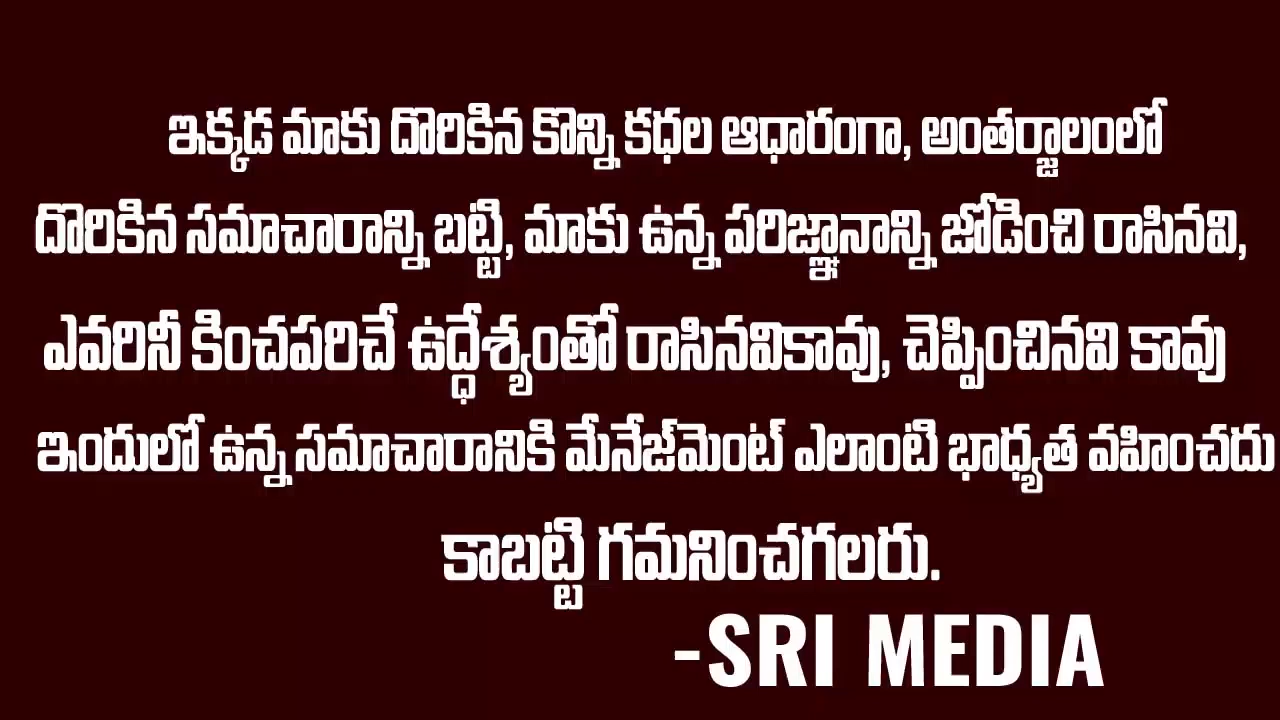 ఇక్కడ మాకు దొరికిన కొన్ని కధల ఆధారంగా, అంతర్జాలంలో
దొరికిన సమాచారాన్ని బట్టి, మాకు ఉన్న పరిజ్ఞానాన్ని జోడించి రాసినవి,
ఎవరినీ కించపరిచే ఉద్ధేశ్యంతో రాసినవికావు, చెప్పించినవి కావు
ఇందులో ఉన్న సమాచారానికి మేనేజ్‌మెంట్ ఎలాంటి భాధ్యత వహించదు
కాబట్టి గమనించగలరు.
-SRI MEDIA